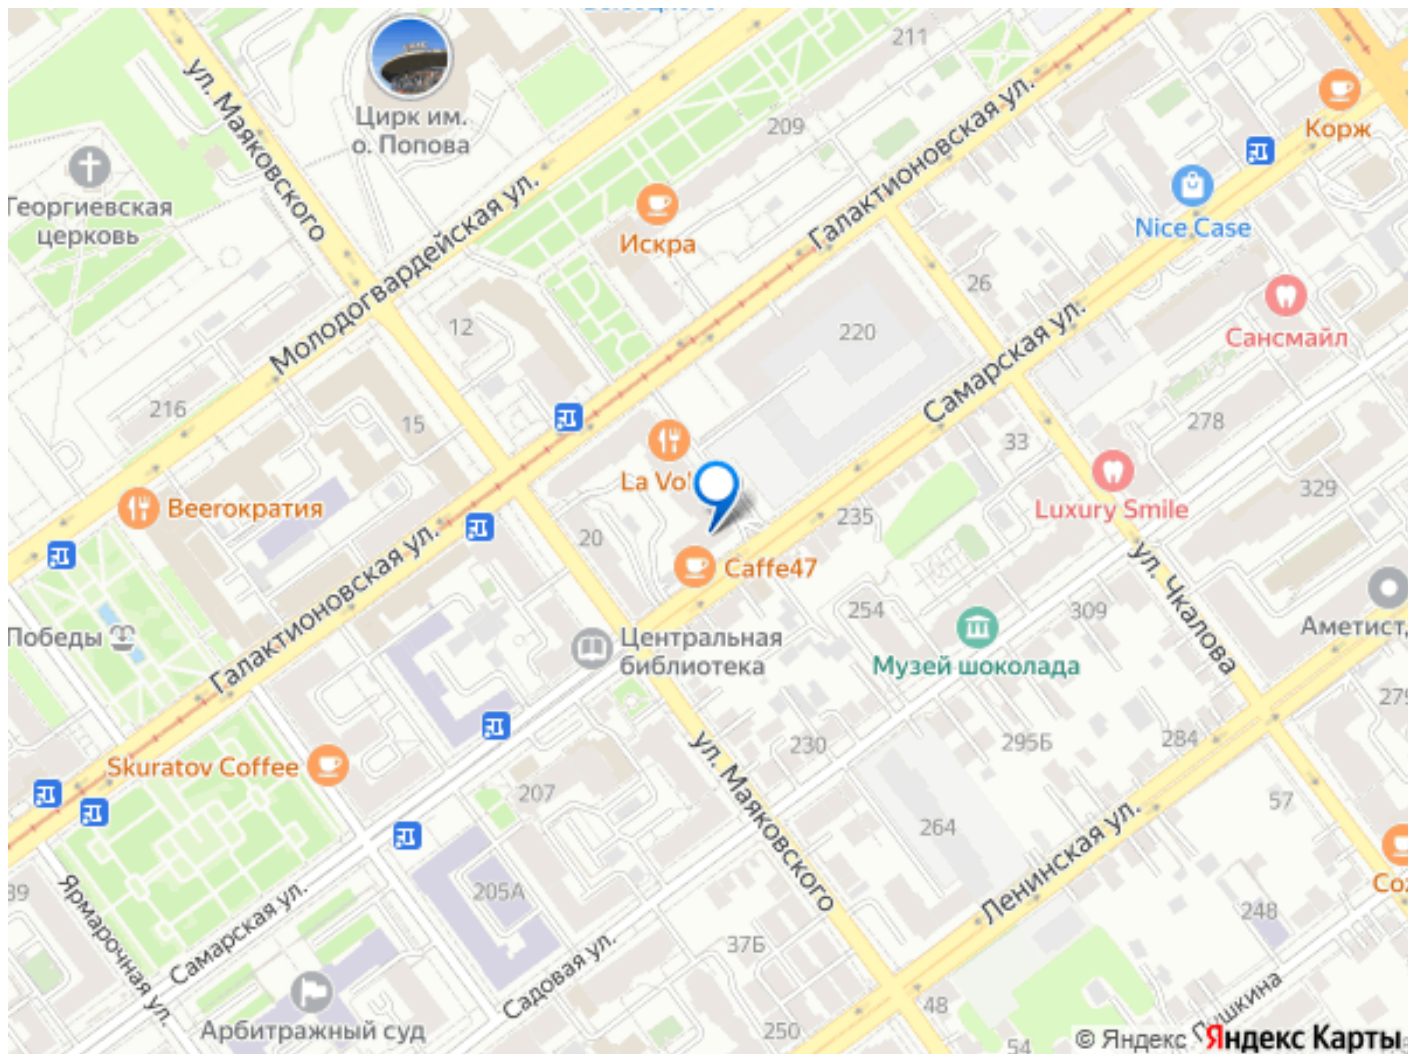 211
ул. Маяковского
Цирк им.
о. Попова
209
Корж
Георгиевская
церковь
Искра
Галактионовская ул.
Nice Case
Молодогвардейская ул.
26
12
220
Сансмайл
Самарская ул.
216
15
33
278
La Vo
Beerократия
Luxury Smile
329
20
235
Caffe47
Галактионовская ул.
ул. Чкалова
254
309
Победы
Центральная
библиотека
Музей шоколада
Аметист,
279
230
295Б
284
Skuratov Coffee
207
ул. Маяковского
57
264
Ленинская ул.
205А
39
Coz
Ярмарочная ул.
Самарская ул.
248
37Б
Садовая ул.
Арбитражный суд
48
250
54
Пушкина
© Яндекс Яндекс Карты